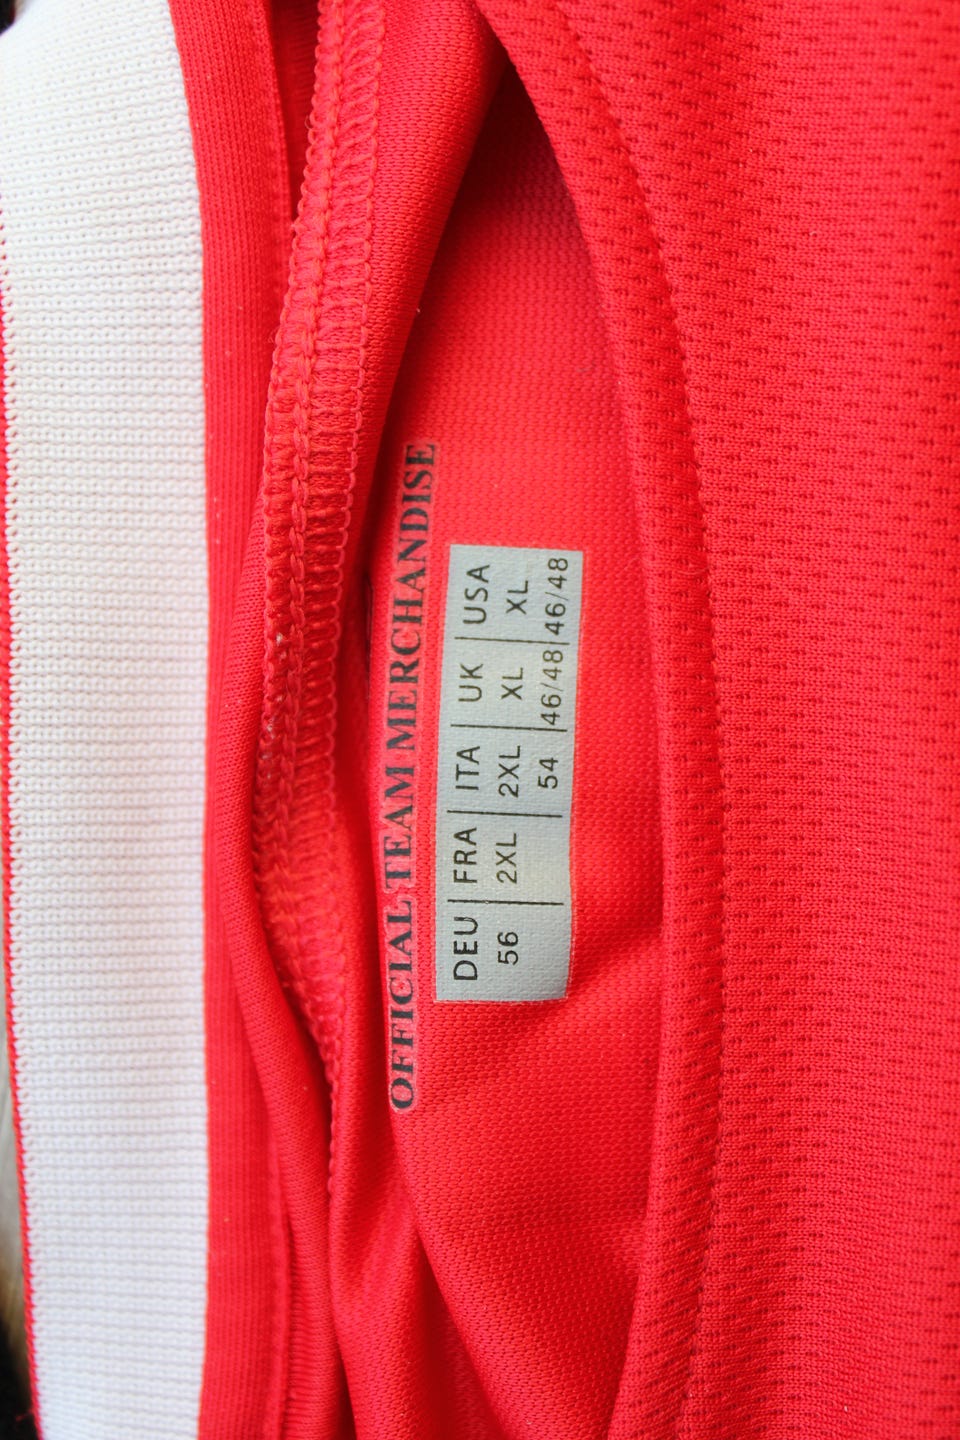 OFFICIAL TEAM MERCHANDISE
DEU | FRA | ITA | UK | USA
56 | 2XL | 2XL | XL | XL
54 | 46/48 | 46/48